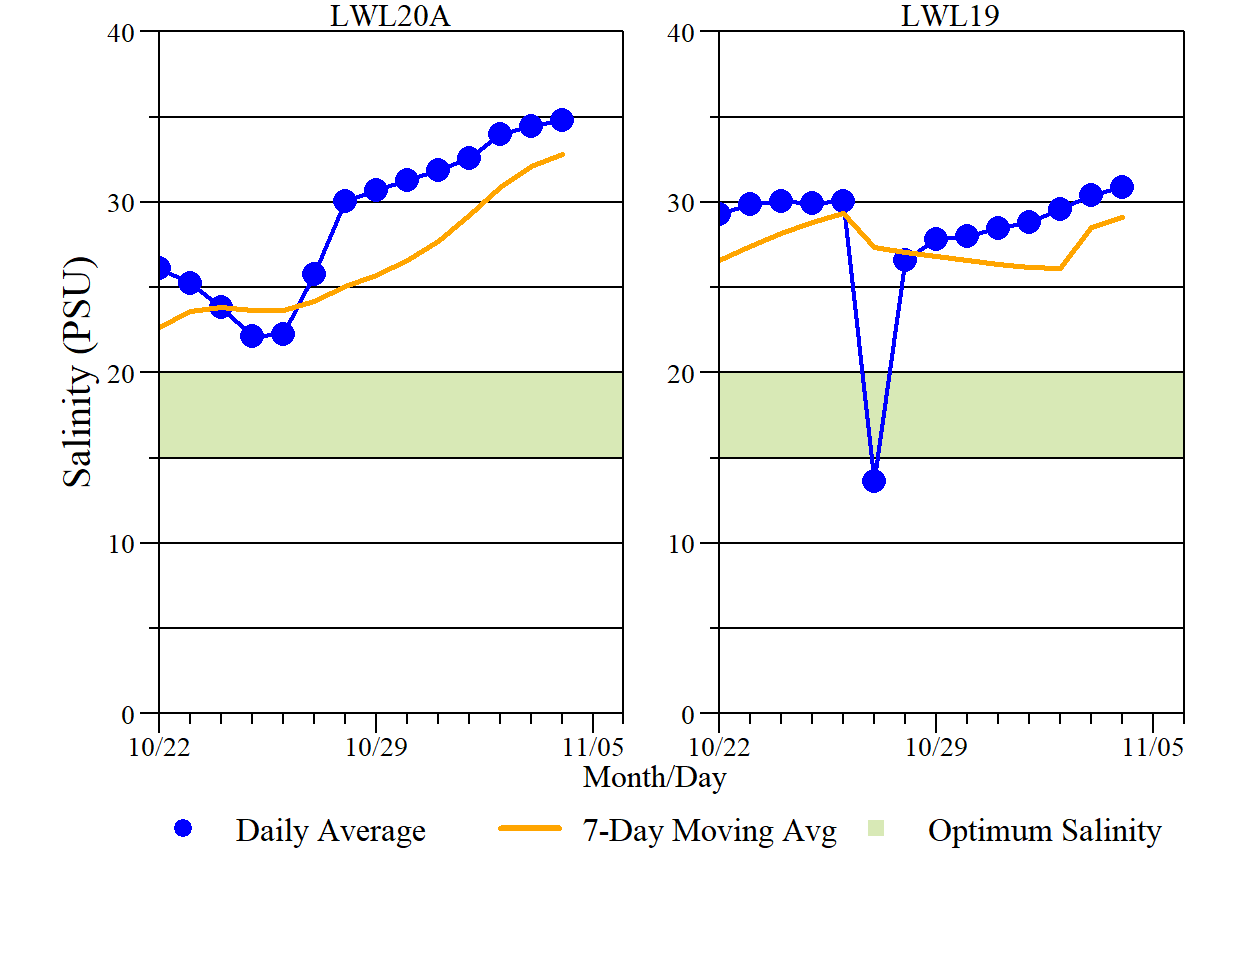 LWL20A LWL19
40 40
30 30
20 20
10 10
0 0
Salinity (PSU)
10/22 10/29 11/05 10/22 10/29 11/05
Month/Day
Daily Average 7-Day Moving Avg Optimum Salinity